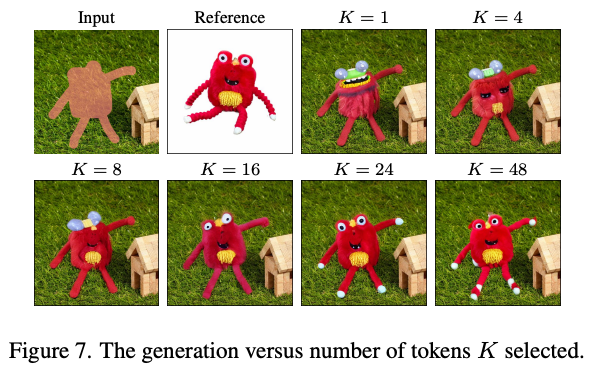 Input
Reference
K = 1
K = 4
K = 8
K = 16
K = 24
K = 48
Figure 7. The generation versus number of tokens K selected.